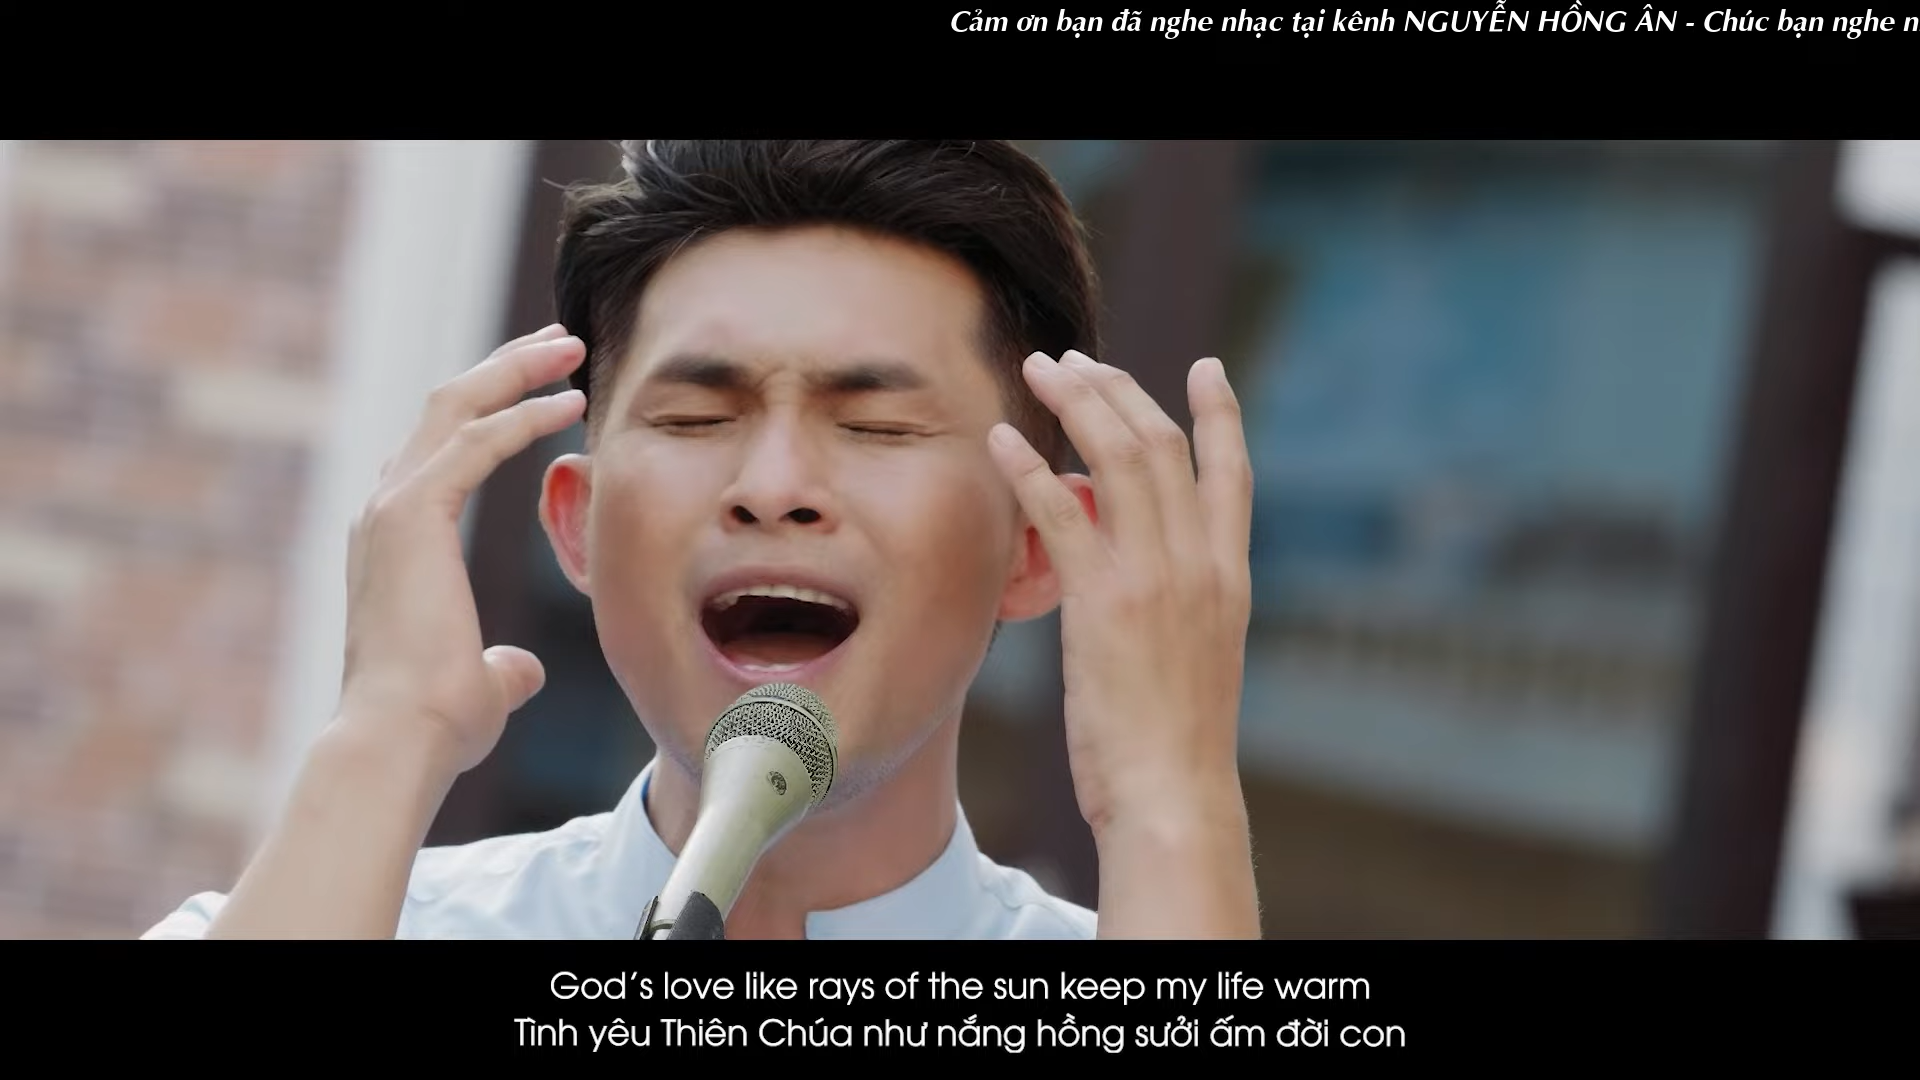 Cảm ơn bạn đã nghe nhạc tại kênh NGUYỄN HỒNG ÂN - Chúc bạn nghe
God's love like rays of the sun keep my life warm
Tình yêu Thiên Chúa như nắng hồng sưởi ấm đời con